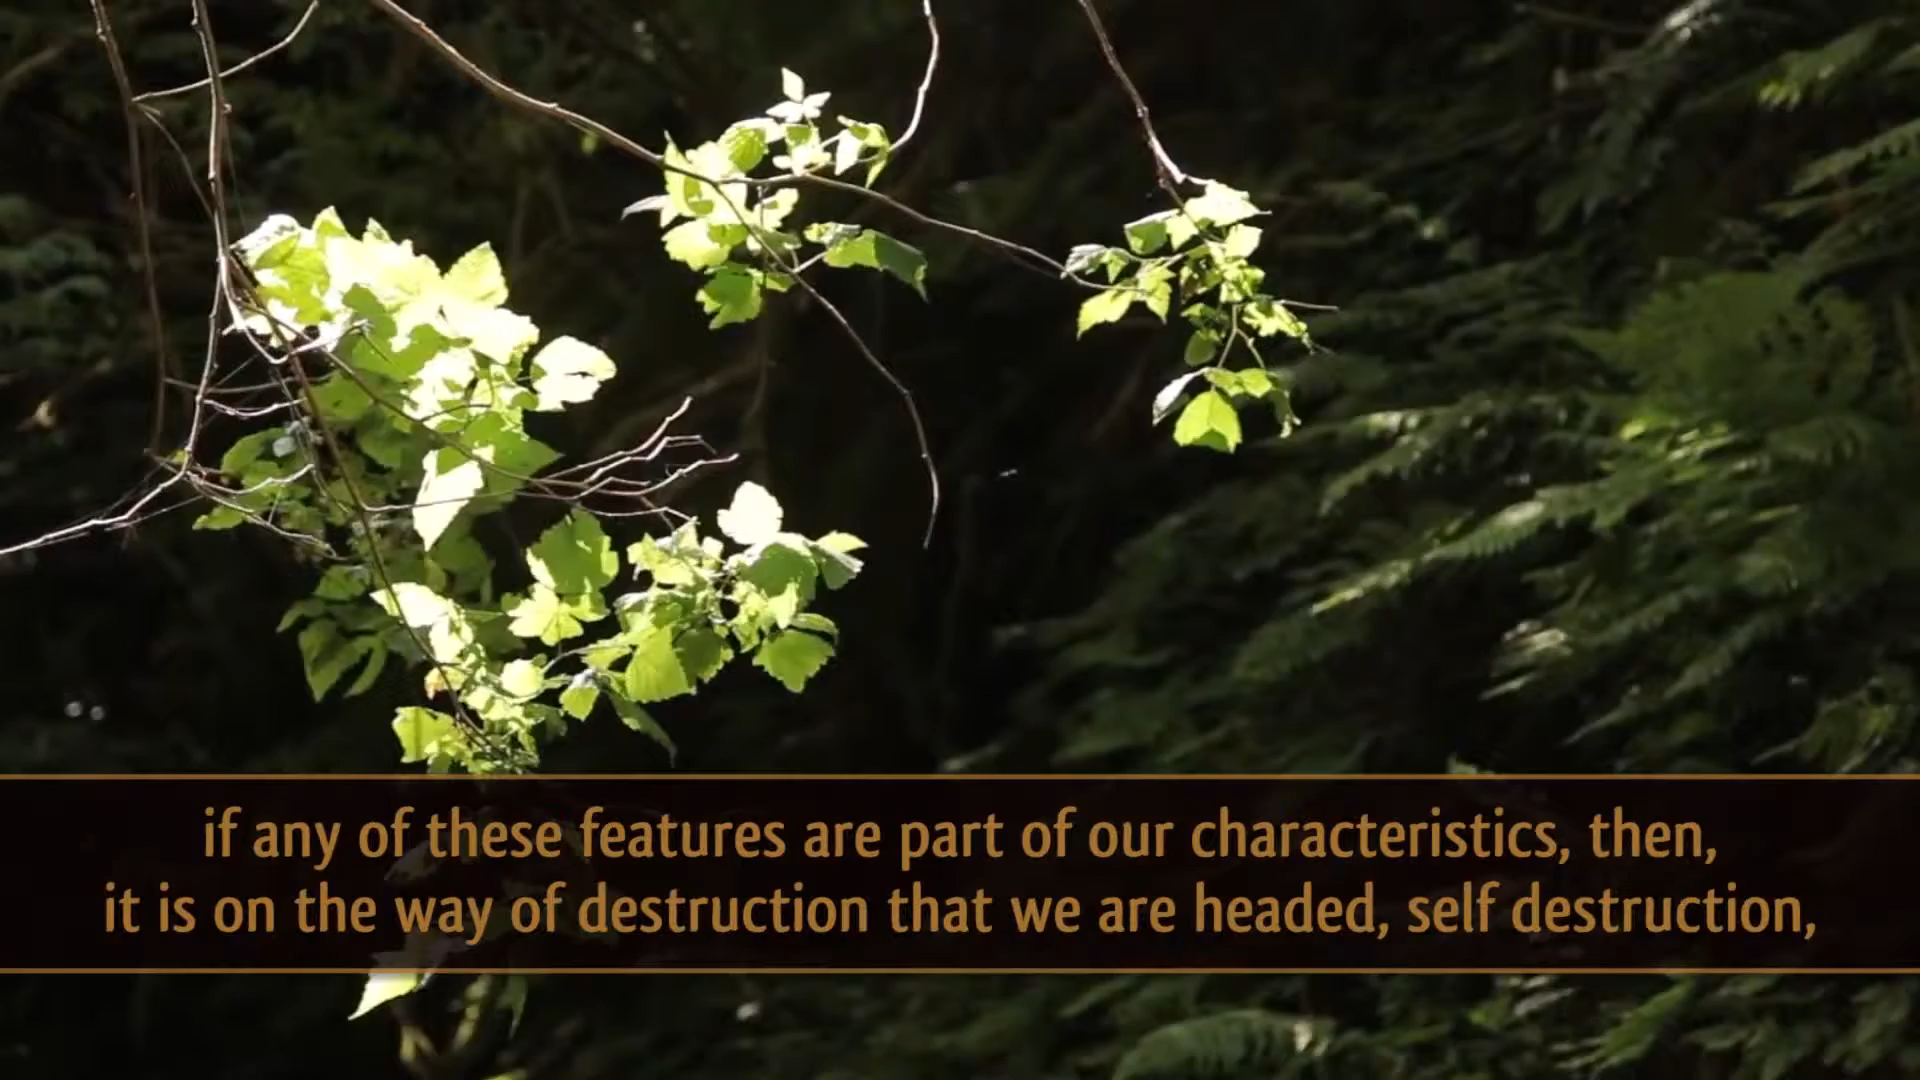 if any of these features are part of our characteristics, then,
it is on the way of destruction that we are headed, self destruction,